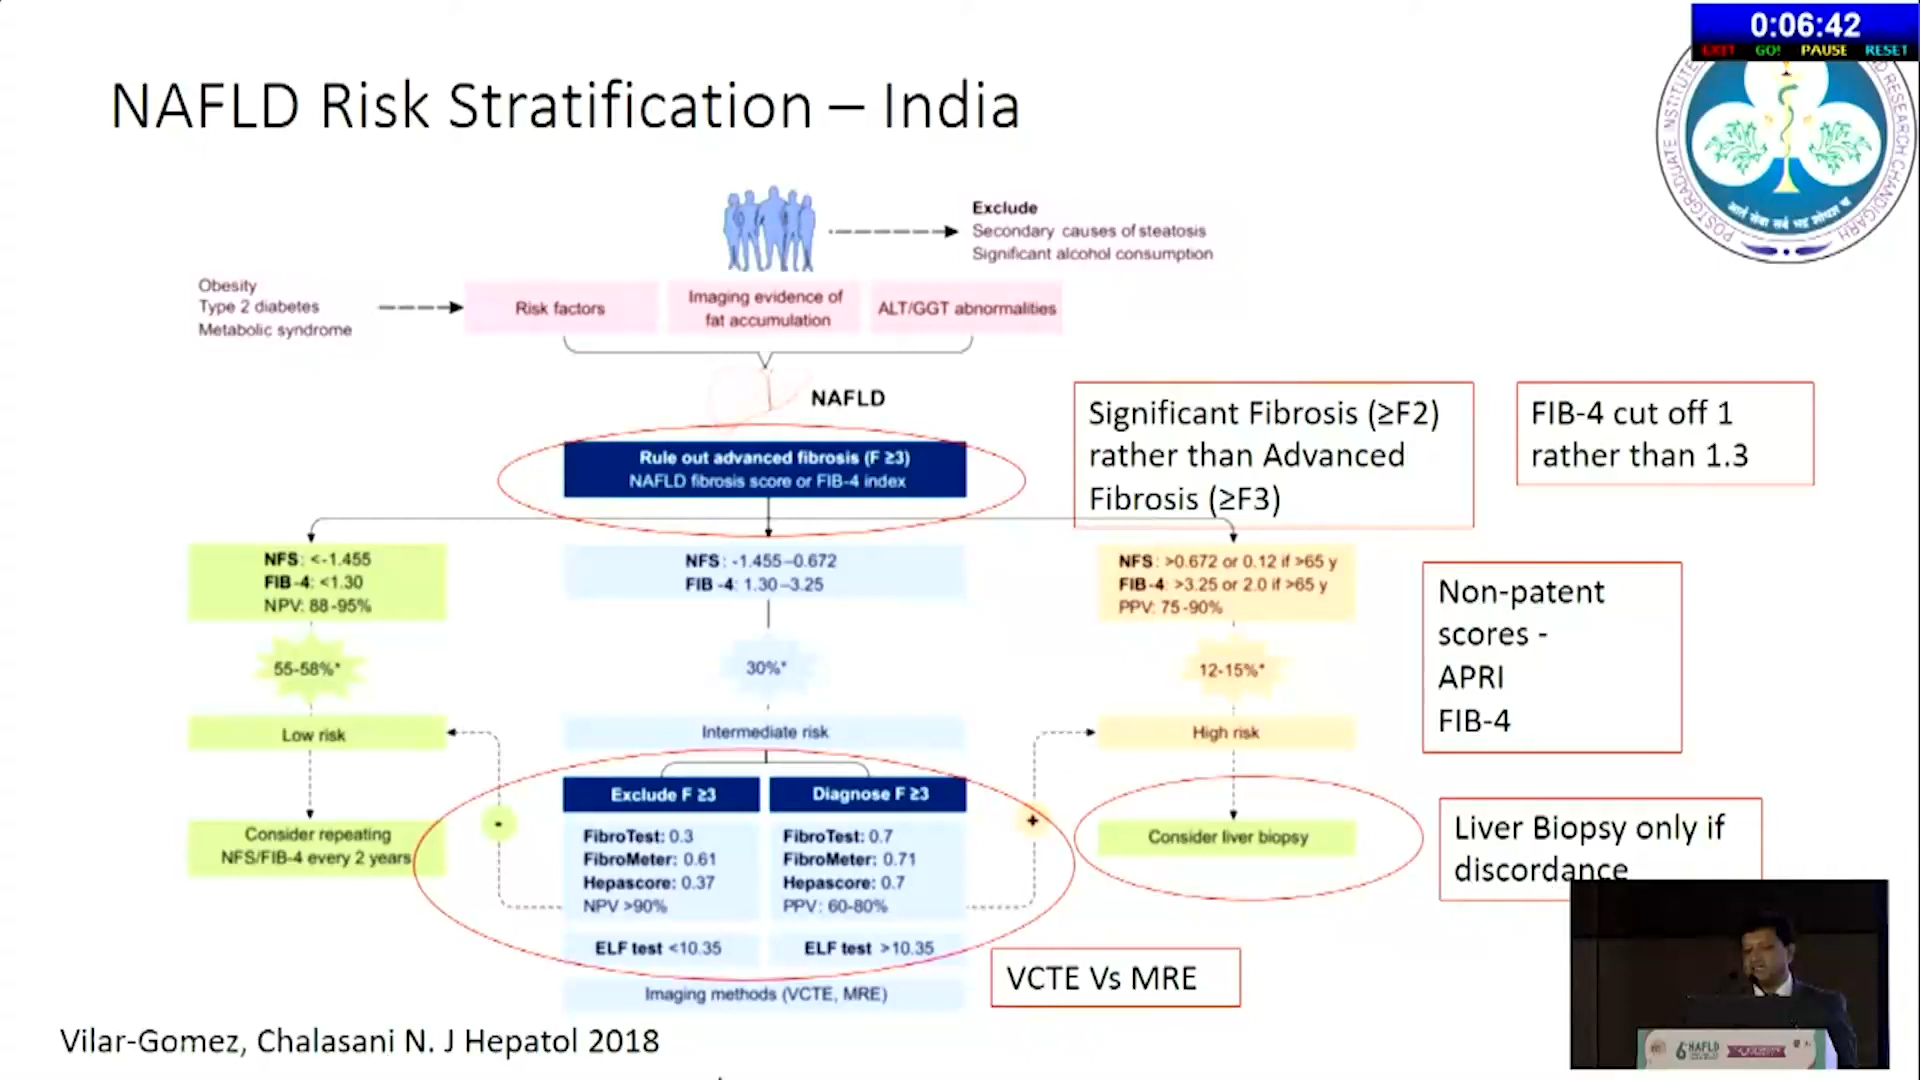 0:06:42
EXIT GO! PAUSE RESET
NAFLD Risk Stratification – India
POSTGRADUATE INSTITUTE
RESEARCH CHANDIGARH
Exclude
Secondary causes of steatosis
Significant alcohol consumption
Obesity
Type 2 diabetes
Metabolic syndrome
Risk factors
Imaging evidence of
fat accumulation
ALT/GGT abnormalities
NAFLD
Rule out advanced fibrosis (F ≥3)
NAFLD fibrosis score or FIB-4 index
Significant Fibrosis (≥F2)
rather than Advanced
Fibrosis (≥F3)
FIB-4 cut off 1
rather than 1.3
NFS: <-1.455
FIB-4: <1.30
NPV: 88-95%
NFS: -1.455–0.672
FIB-4: 1.30–3.25
NFS: >0.672 or 0.12 if >65 y
FIB-4: >3.25 or 2.0 if >65 y
PPV: 75-90%
Non-patent
scores -
APRI
FIB-4
55-58%*
30%*
12-15%*
Low risk
Intermediate risk
High risk
Exclude F ≥3
Diagnose F ≥3
-
+
Consider repeating
NFS/FIB-4 every 2 years
FibroTest: 0.3
FibroMeter: 0.61
Hepascore: 0.37
NPV >90%
FibroTest: 0.7
FibroMeter: 0.71
Hepascore: 0.7
PPV: 60-80%
Consider liver biopsy
Liver Biopsy only if
discordance
ELF test <10.35
ELF test >10.35
Imaging methods (VCTE, MRE)
VCTE Vs MRE
Vilar-Gomez, Chalasani N. J Hepatol 2018
6 NAFLD